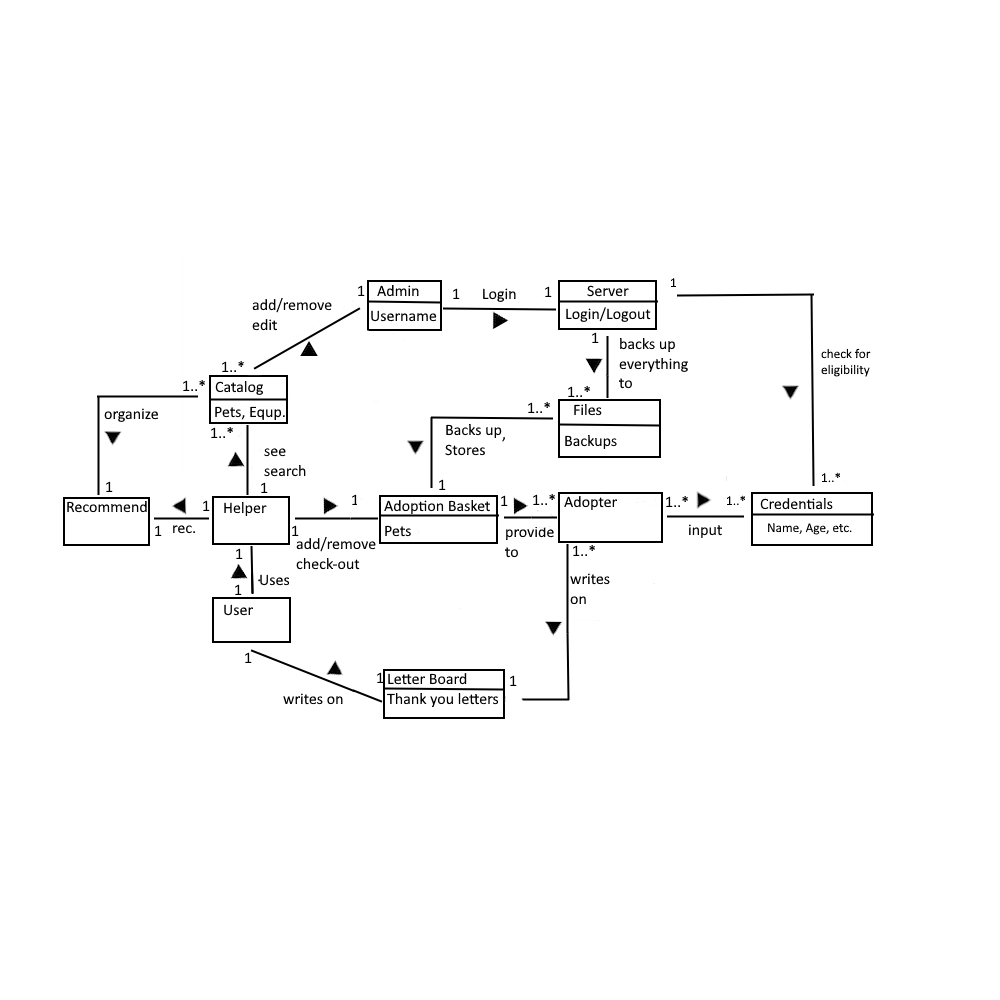 1 Admin 1 Login 1 Server 1
Username
Login/Logout
add/remove
edit
1..*
1
backs up
everything
to
1..*
check for
eligibility
1..*
1..* Catalog
Pets, Equp.
1..*
organize
1
see
search
1
1..* Files
Backups
Backs up,
Stores
1
Recommend
1 rec. 1
Helper
1 1
add/remove
check-out
Adoption Basket
Pets
1 1..*
provide
to
Adopter
1..* 1..*
input
Credentials
Name, Age, etc.
1
Uses
1
User
1
writes on
1 Letter Board 1
Thank you letters
1..*
writes
on